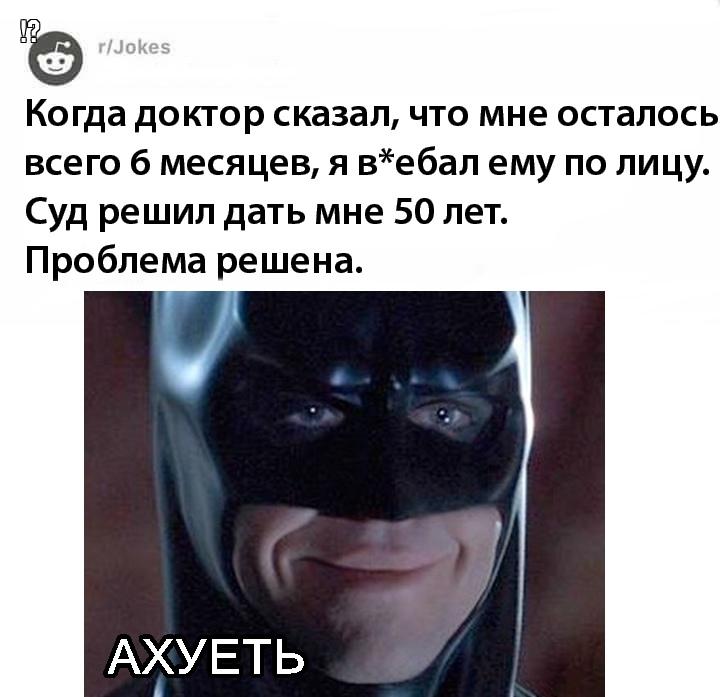 !?
r/Jokes
Когда доктор сказал, что мне осталось
всего 6 месяцев, я в*ебал ему по лицу.
Суд решил дать мне 50 лет.
Проблема решена.
АХУЕТЬ